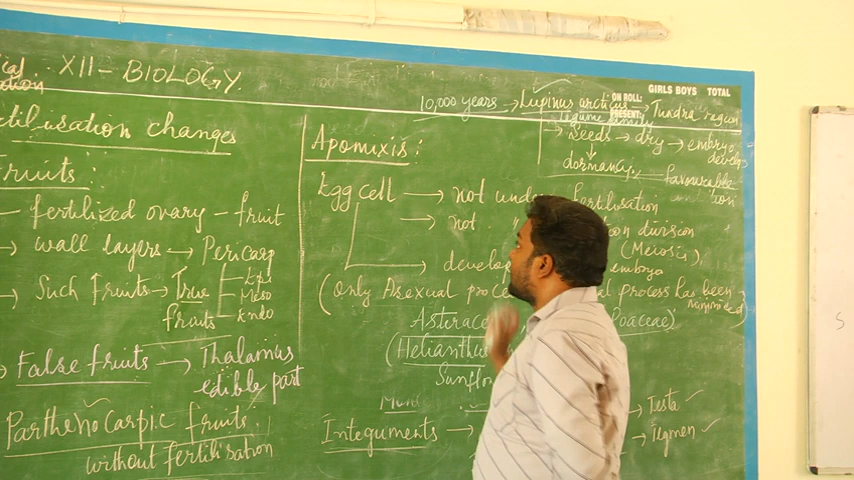 XII - BIOLOGY
GIRLS BOYS TOTAL
ON ROLL:
PRESENT:
10,000 years → Lupinus arcticus → Tundra region
→ seeds → dry → embryo
develop
dormancy favourable
tilisation changes
Fruits:
- fertilized ovary - fruit
→ wall layers → Pericarp
→ Such fruits → True
fruits
Epi
Meso
Endo
→ False fruits → Thalamus
edible part
Parthenocarpic fruits:
without fertilisation
Apomixis:
Egg cell → not under fertilisation
→ not " division
(Meiosis),
→ develop embryo
(Only Asexual process has been
Asterace Poaceae)
(Helianthus
Sunflo
Integuments →
→ Testa
→ Tegmen
S